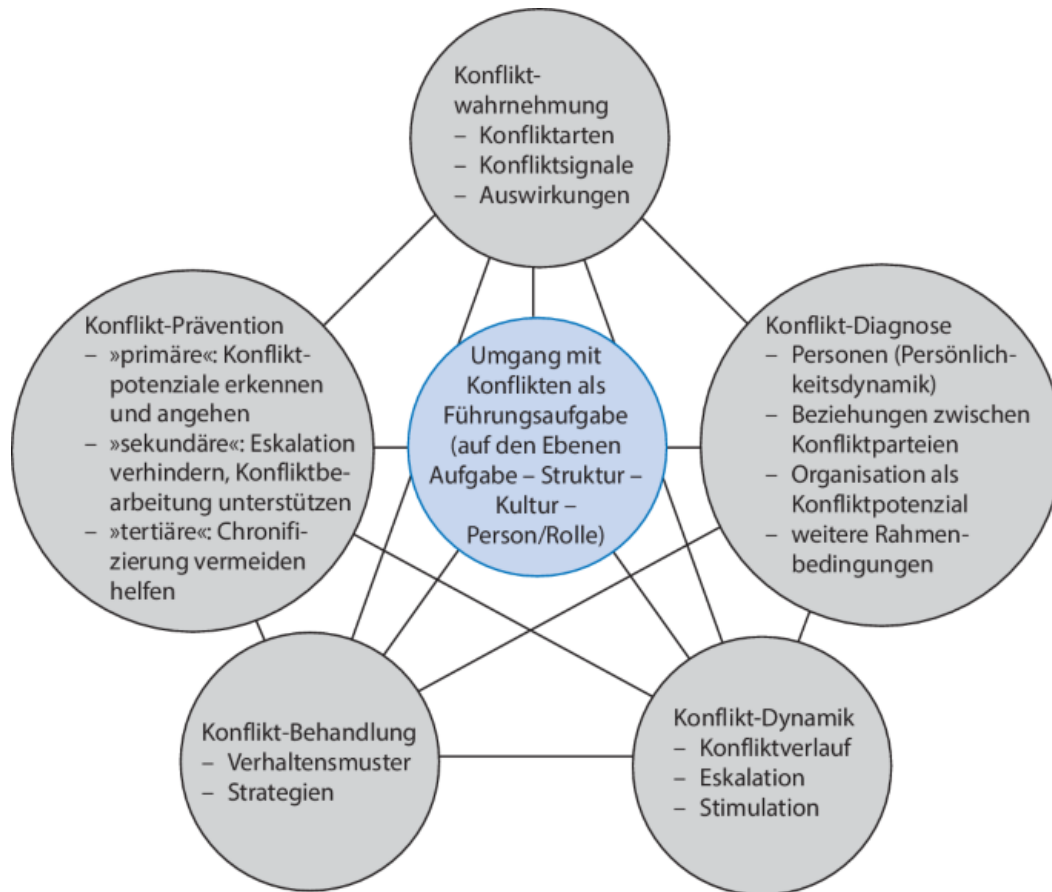 Konflikt-
wahrnehmung
– Konfliktarten
– Konfliktsignale
– Auswirkungen
Konflikt-Prävention
– »primäre«: Konflikt-
potenziale erkennen
und angehen
– »sekundäre«: Eskalation
verhindern, Konfliktbe-
arbeitung unterstützen
– »tertiäre«: Chronifi-
zierung vermeiden
helfen
Umgang mit
Konflikten als
Führungsaufgabe
(auf den Ebenen
Aufgabe – Struktur –
Kultur –
Person/Rolle)
Konflikt-Diagnose
– Personen (Persönlich-
keitsdynamik)
– Beziehungen zwischen
Konfliktparteien
– Organisation als
Konfliktpotenzial
– weitere Rahmen-
bedingungen
Konflikt-Behandlung
– Verhaltensmuster
– Strategien
Konflikt-Dynamik
– Konfliktverlauf
– Eskalation
– Stimulation